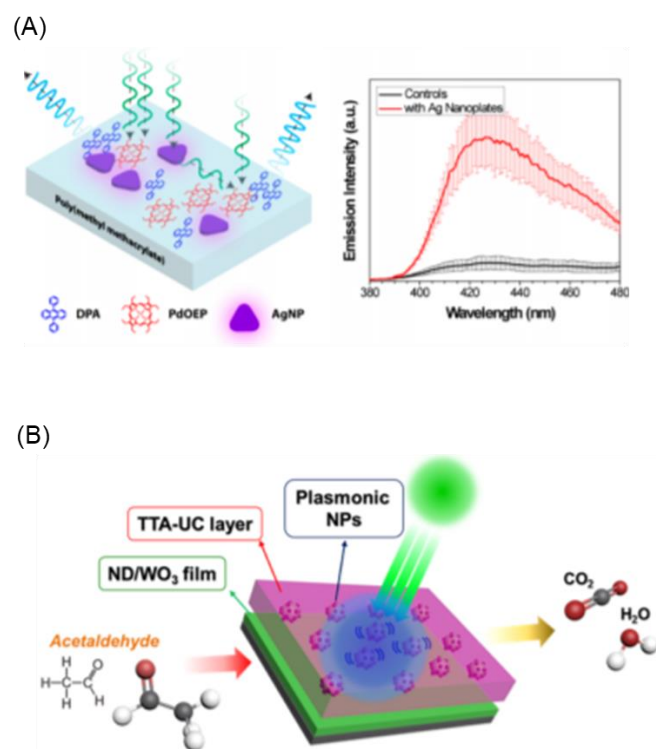 (A)
Poly(methyl methacrylate)
DPA
PdOEP
AgNP
Emission Intensity (a.u.)
Controls
with Ag Nanoplates
380 400 420 440 460 480
Wavelength (nm)
(B)
Plasmonic
NPs
TTA-UC layer
ND/WO₃ film
Acetaldehyde
H O
H C C
H H
CO₂
H₂O